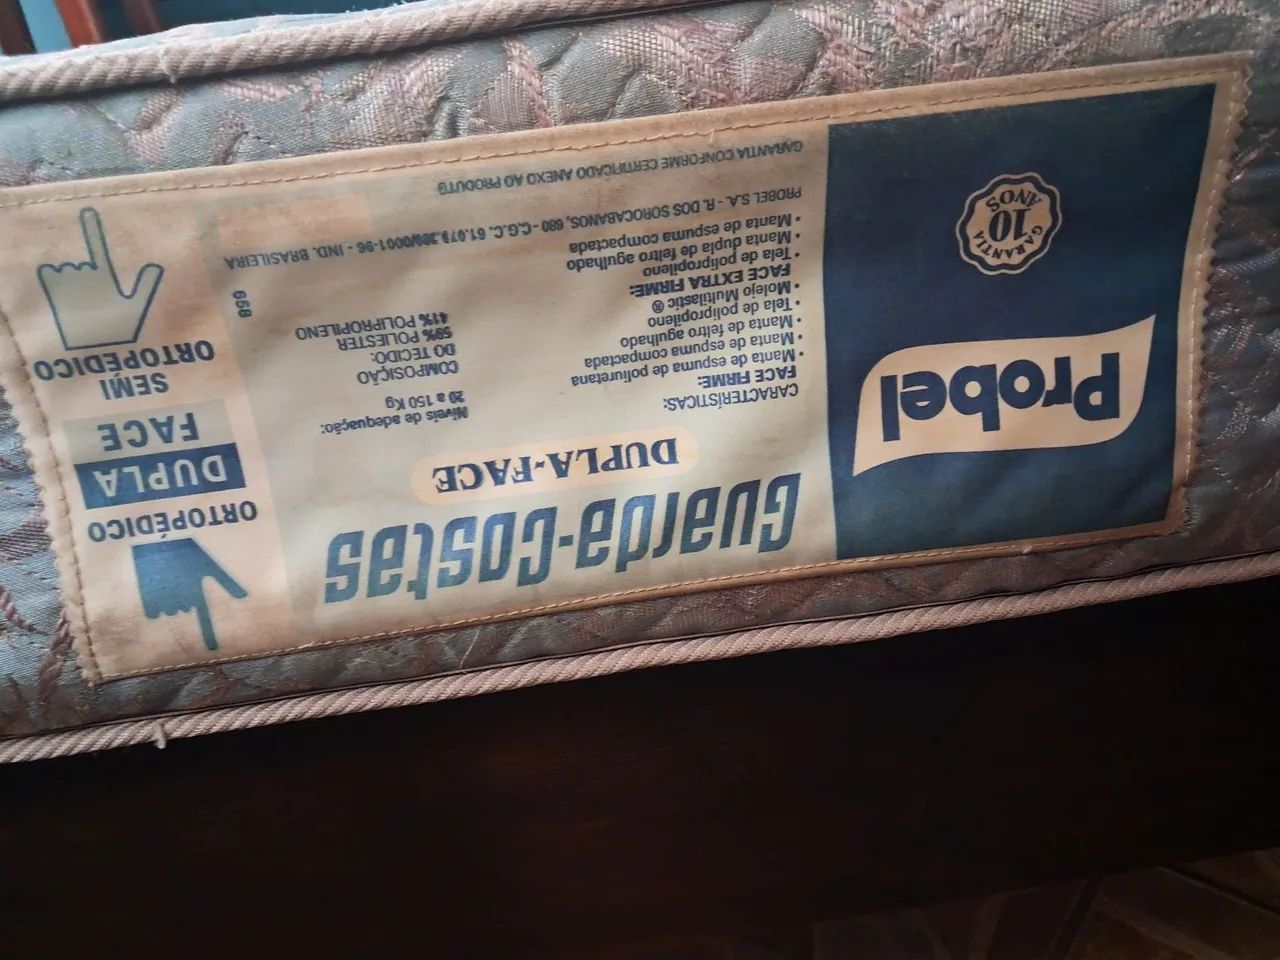 Probel
GARANTIA
10
ANOS
Guarda-Costas
DUPLA-FACE
CARACTERÍSTICAS:
FACE FIRME:
• Manta de espuma de poliuretana
• Manta de espuma compactada
• Manta de feltro agulhado
• Tela de polipropileno
• Molejo Multilastic ®
FACE EXTRA FIRME:
• Tela de polipropileno
• Manta dupla de feltro agulhado
• Manta de espuma compactada
Níveis de adequação:
20 a 150 Kg
COMPOSIÇÃO
DO TECIDO:
59% POLIESTER
41% POLIPROPILENO
658
PROBEL S.A. - R. DOS SOROCABANOS, 680 - C.G.C. 61.079.369/0001-96 - IND. BRASILEIRA
GARANTIA CONFORME CERTIFICADO ANEXO AO PRODUTO
ORTOPÉDICO
DUPLA
FACE
SEMI
ORTOPÉDICO